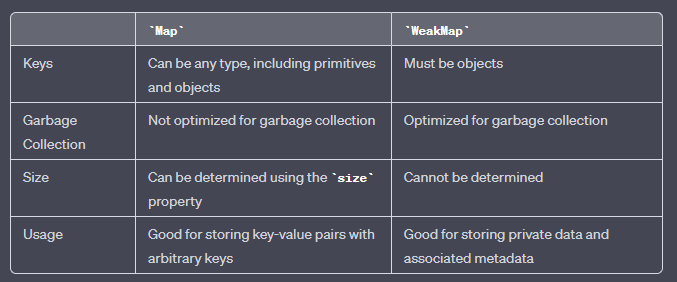 `Map` `WeakMap`
Keys Can be any type, including primitives Must be objects
and objects
Garbage Not optimized for garbage collection Optimized for garbage collection
Collection
Size Can be determined using the `size` Cannot be determined
property
Usage Good for storing key-value pairs with Good for storing private data and
arbitrary keys associated metadata